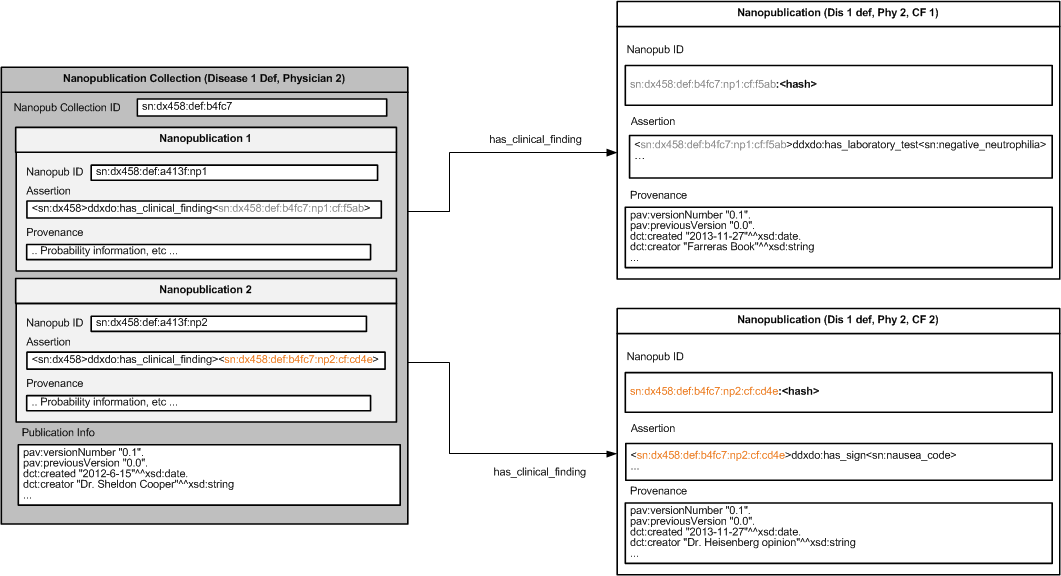 Nanopublication Collection (Disease 1 Def, Physician 2)
Nanopub Collection ID
sn:dx458:def:b4fc7
Nanopublication 1
Nanopub ID
sn:dx458:def:a413f:np1
Assertion
<sn:dx458>ddxdo:has_clinical_finding<sn:dx458:def:b4fc7:np1:cf:f5ab>
Provenance
.. Probability information, etc ...
Nanopublication 2
Nanopub ID
sn:dx458:def:a413f:np2
Assertion
<sn:dx458>ddxdo:has_clinical_finding><sn:dx458:def:b4fc7:np2:cf:cd4e>
Provenance
.. Probability information, etc ...
Publication Info
pav:versionNumber "0.1".
pav:previousVersion "0.0".
dct:created "2012-6-15"^^xsd:date.
dct:creator "Dr. Sheldon Cooper"^^xsd:string
...
has_clinical_finding
has_clinical_finding
Nanopublication (Dis 1 def, Phy 2, CF 1)
Nanopub ID
sn:dx458:def:b4fc7:np1:cf:f5ab:<hash>
Assertion
<sn:dx458:def:b4fc7:np1:cf:f5ab>ddxdo:has_laboratory_test<sn:negative_neutrophilia>
...
Provenance
pav:versionNumber "0.1".
pav:previousVersion "0.0".
dct:created "2013-11-27"^^xsd:date.
dct:creator "Farreras Book"^^xsd:string
...
Nanopublication (Dis 1 def, Phy 2, CF 2)
Nanopub ID
sn:dx458:def:b4fc7:np2:cf:cd4e:<hash>
Assertion
<sn:dx458:def:b4fc7:np2:cf:cd4e>ddxdo:has_sign<sn:nausea_code>
...
Provenance
pav:versionNumber "0.1".
pav:previousVersion "0.0".
dct:created "2013-11-27"^^xsd:date.
dct:creator "Dr. Heisenberg opinion"^^xsd:string
...